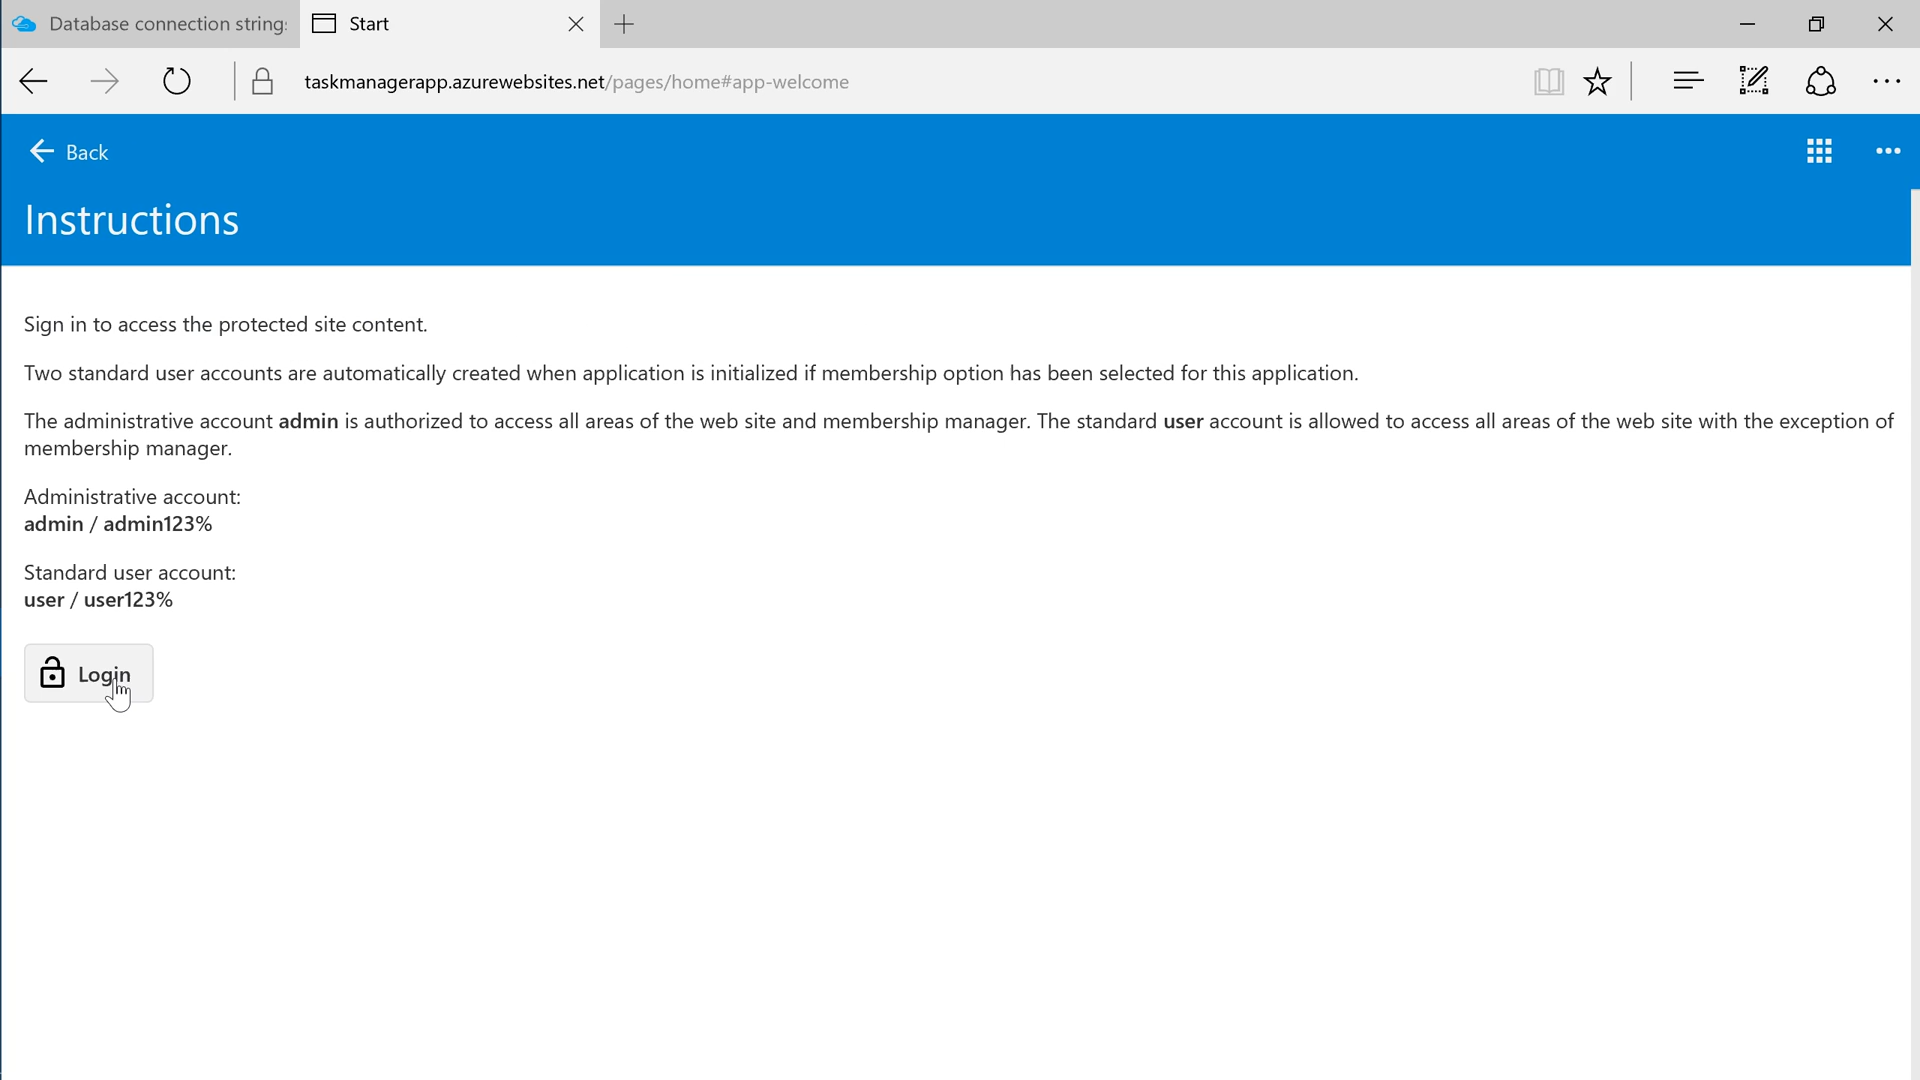 Database connection strings
Start
taskmanagerapp.azurewebsites.net/pages/home#app-welcome
Back
Instructions
Sign in to access the protected site content.
Two standard user accounts are automatically created when application is initialized if membership option has been selected for this application.
The administrative account admin is authorized to access all areas of the web site and membership manager. The standard user account is allowed to access all areas of the web site with the exception of
membership manager.
Administrative account:
admin / admin123%
Standard user account:
user / user123%
Login